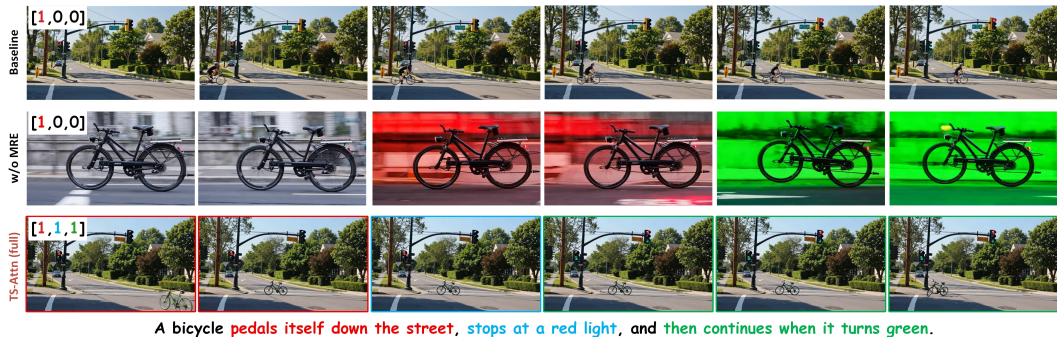 Baseline
[1,0,0]
w/o MRE
[1,0,0]
TS-Attn (full)
[1,1,1]
A bicycle pedals itself down the street, stops at a red light, and then continues when it turns green.